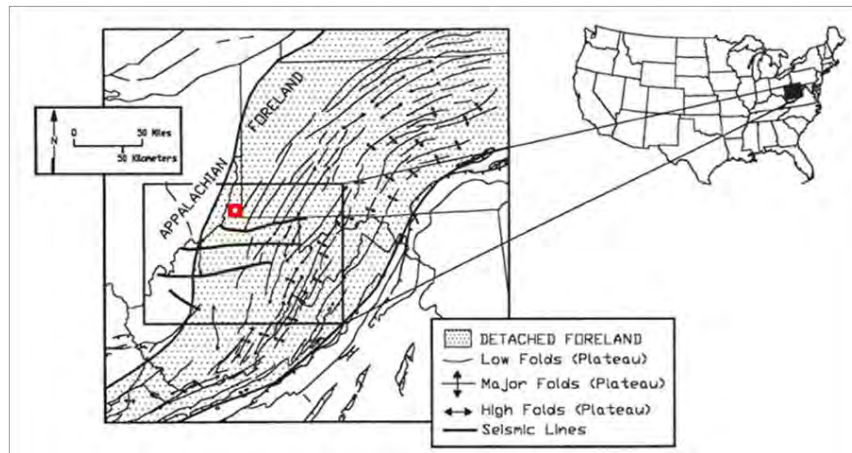 APPALACHIAN
FORELAND
N
0 50 Miles
50 Kilometers
DETACHED FORELAND
Low Folds (Plateau)
Major Folds (Plateau)
High Folds (Plateau)
Seismic Lines